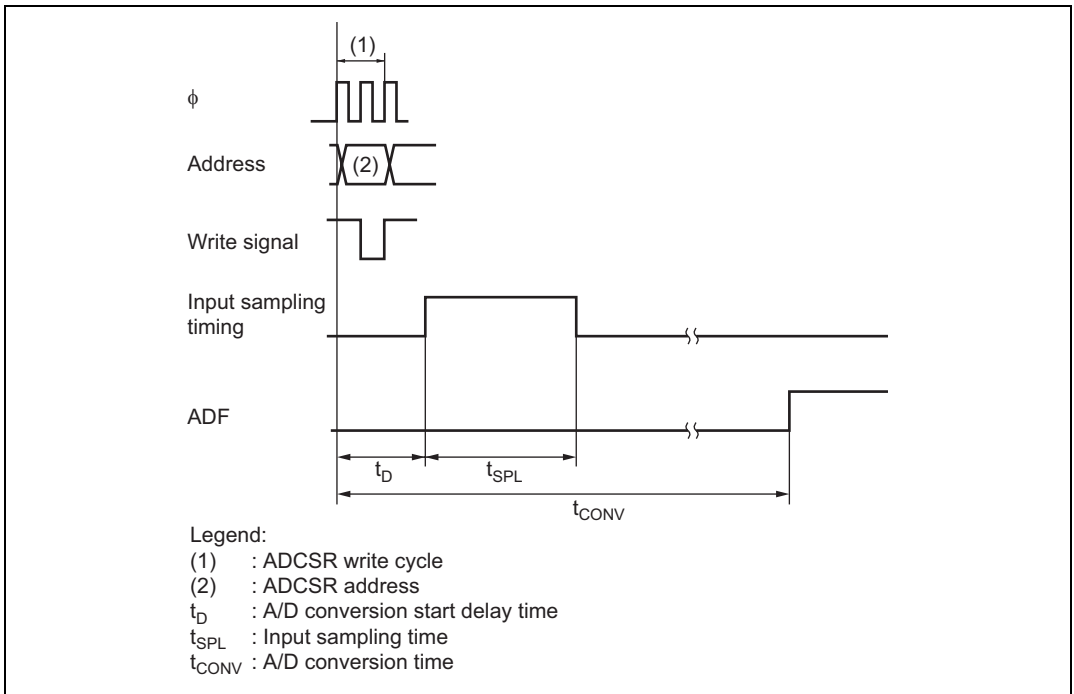 (1)
ϕ
Address
(2)
Write signal
Input sampling
timing
ADF
tD
tSPL
tCONV
Legend:
(1) : ADCSR write cycle
(2) : ADCSR address
tD : A/D conversion start delay time
tSPL : Input sampling time
tCONV : A/D conversion time